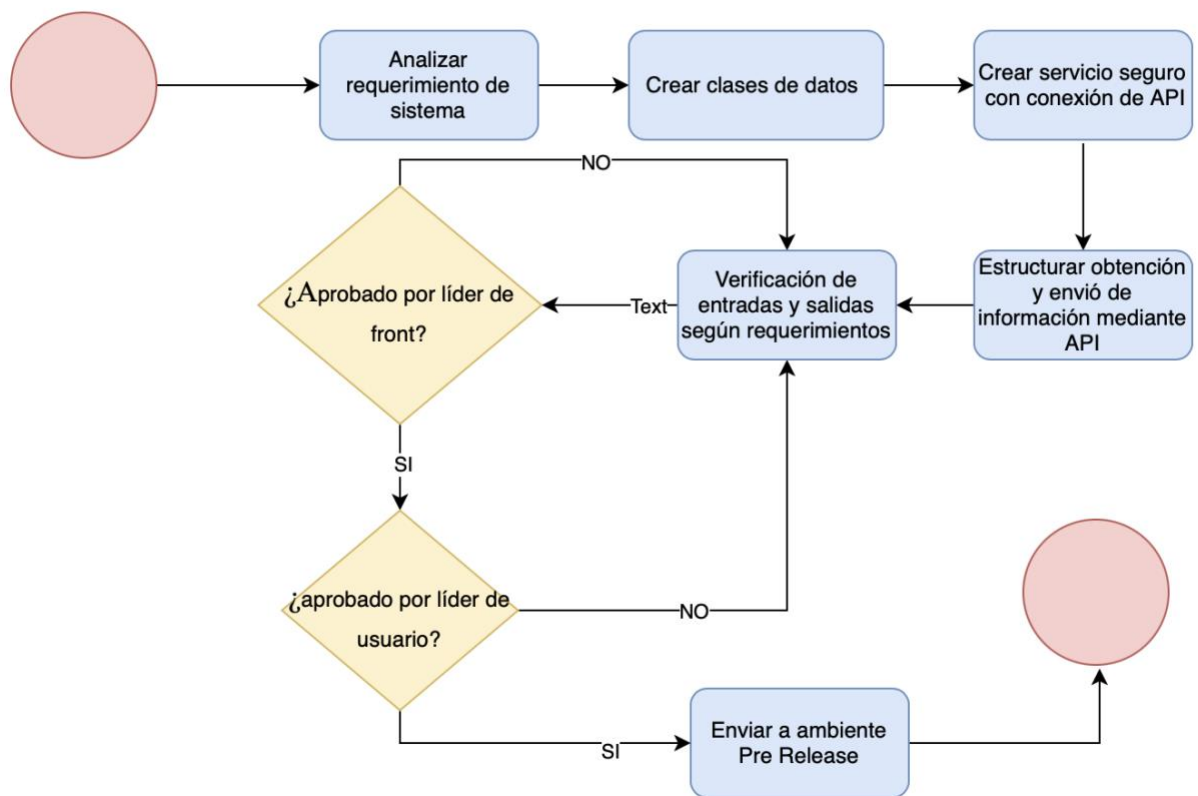 Analizar
requerimiento de
sistema
Crear clases de datos
Crear servicio seguro
con conexión de API
NO
¿Aprobado por líder de
front?
Text
Verificación de
entradas y salidas
según requerimientos
Estructurar obtención
y envió de
información mediante
API
SI
¿aprobado por líder de
usuario?
NO
SI
Enviar a ambiente
Pre Release